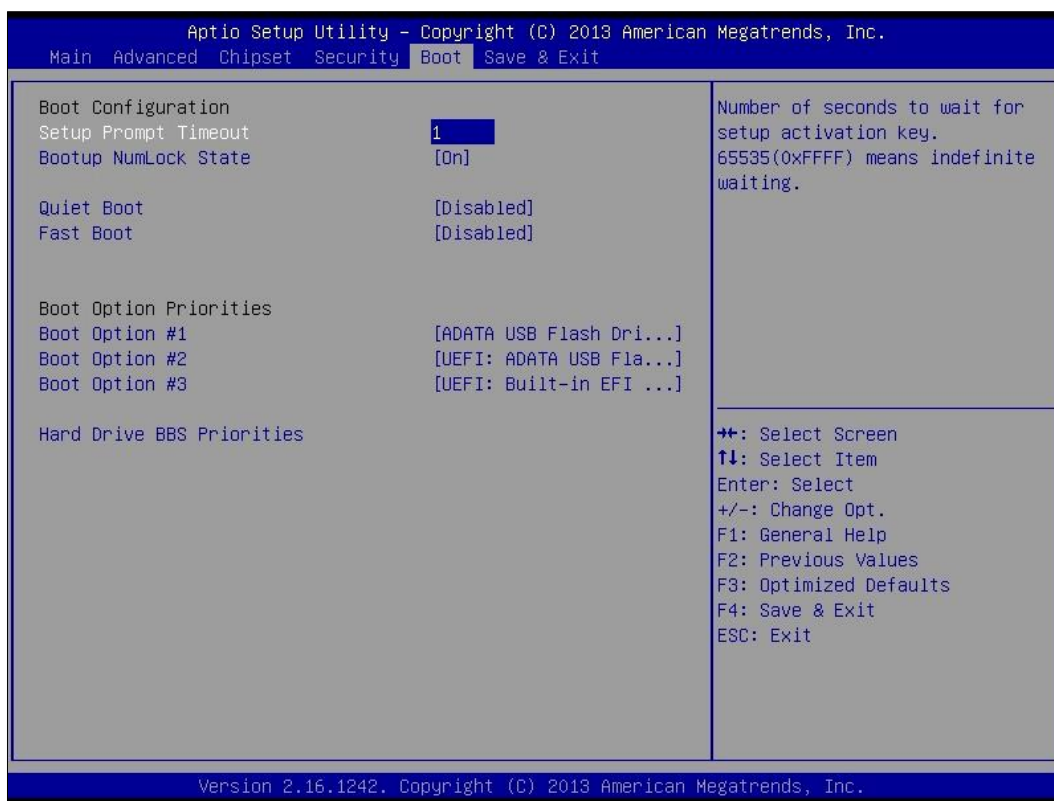 Aptio Setup Utility – Copyright (C) 2013 American Megatrends, Inc.
Main Advanced Chipset Security Boot Save & Exit
Boot Configuration
Setup Prompt Timeout 1
Bootup NumLock State [On]
Quiet Boot [Disabled]
Fast Boot [Disabled]
Boot Option Priorities
Boot Option #1 [ADATA USB Flash Dri...]
Boot Option #2 [UEFI: ADATA USB Fla...]
Boot Option #3 [UEFI: Built-in EFI ...]
Hard Drive BBS Priorities
Number of seconds to wait for
setup activation key.
65535(0xFFFF) means indefinite
waiting.
→←: Select Screen
↑↓: Select Item
Enter: Select
+/-: Change Opt.
F1: General Help
F2: Previous Values
F3: Optimized Defaults
F4: Save & Exit
ESC: Exit
Version 2.16.1242. Copyright (C) 2013 American Megatrends, Inc.